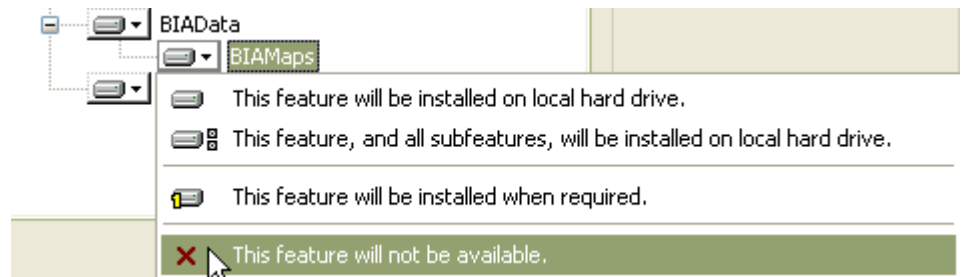 BIAData
BIAMaps
This feature will be installed on local hard drive.
This feature, and all subfeatures, will be installed on local hard drive.
This feature will be installed when required.
This feature will not be available.